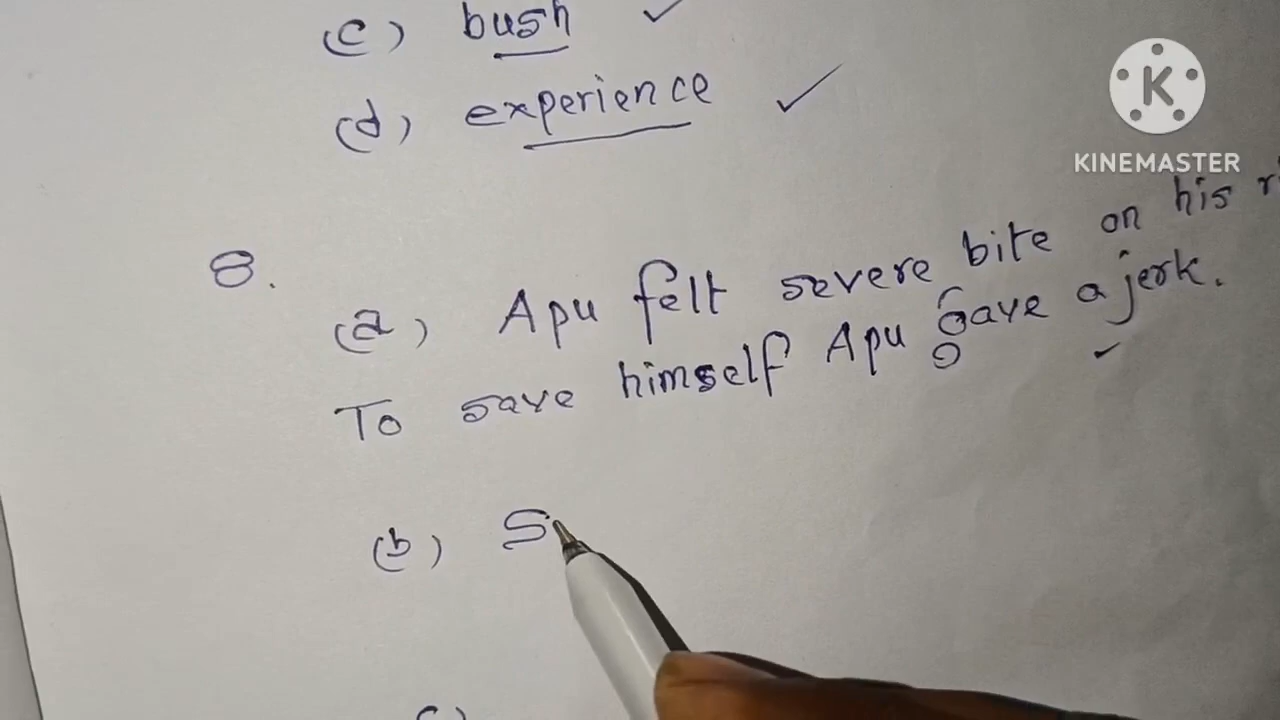 (c) bush
(d) experience
K
KINEMASTER
8.
(a) Apu felt severe bite on his
To save himself Apu Gave a jerk.
(b) S